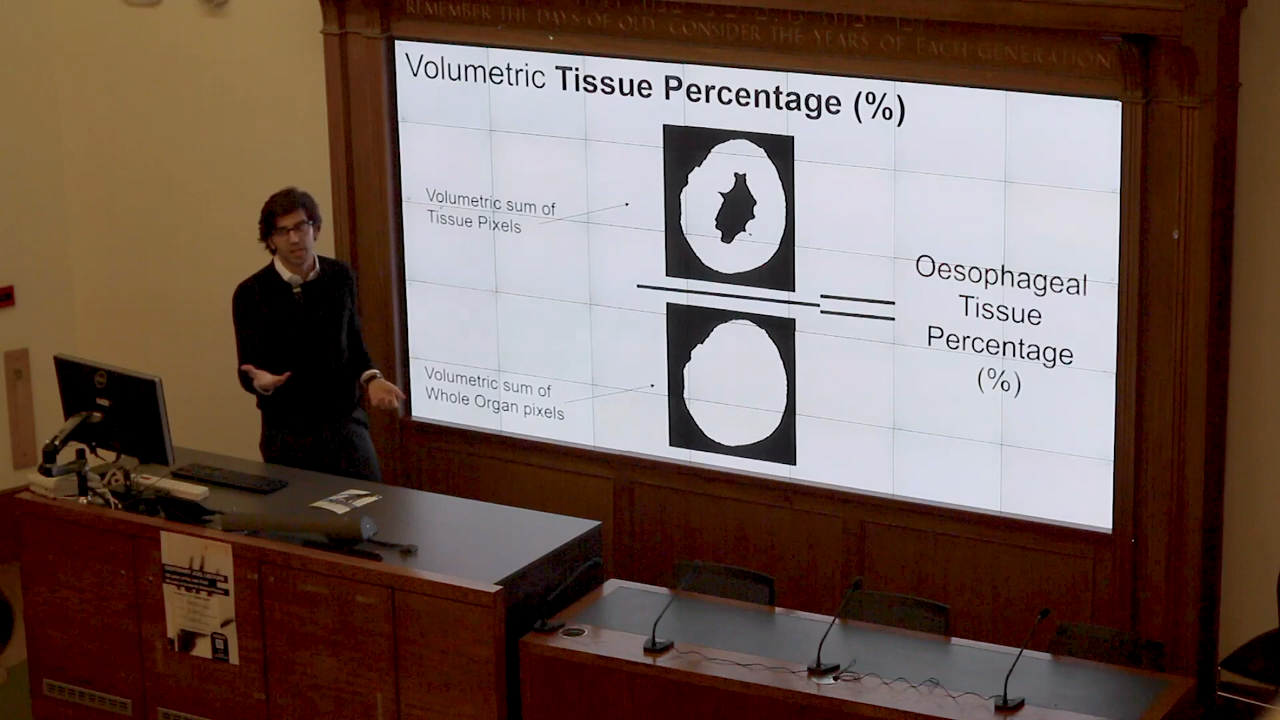 REMEMBER THE DAYS OF OLD, CONSIDER THE YEARS OF EACH GENERATION
Volumetric Tissue Percentage (%)
Volumetric sum of
Tissue Pixels
Volumetric sum of
Whole Organ pixels
Oesophageal
Tissue
Percentage
(%)
DELL